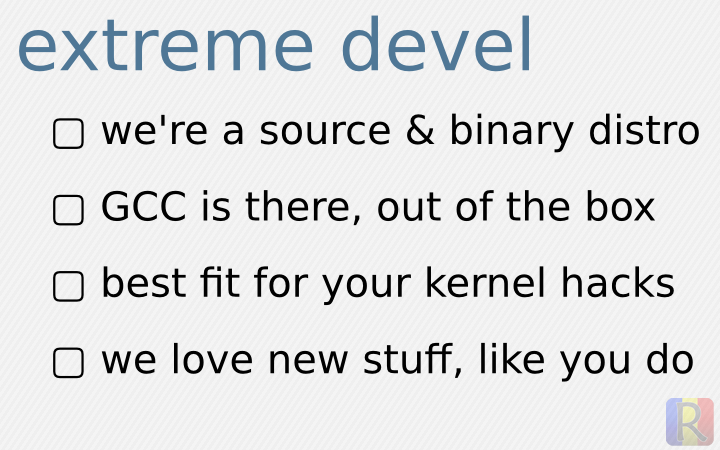 extreme devel
we're a source & binary distro
GCC is there, out of the box
best fit for your kernel hacks
we love new stuff, like you do
R